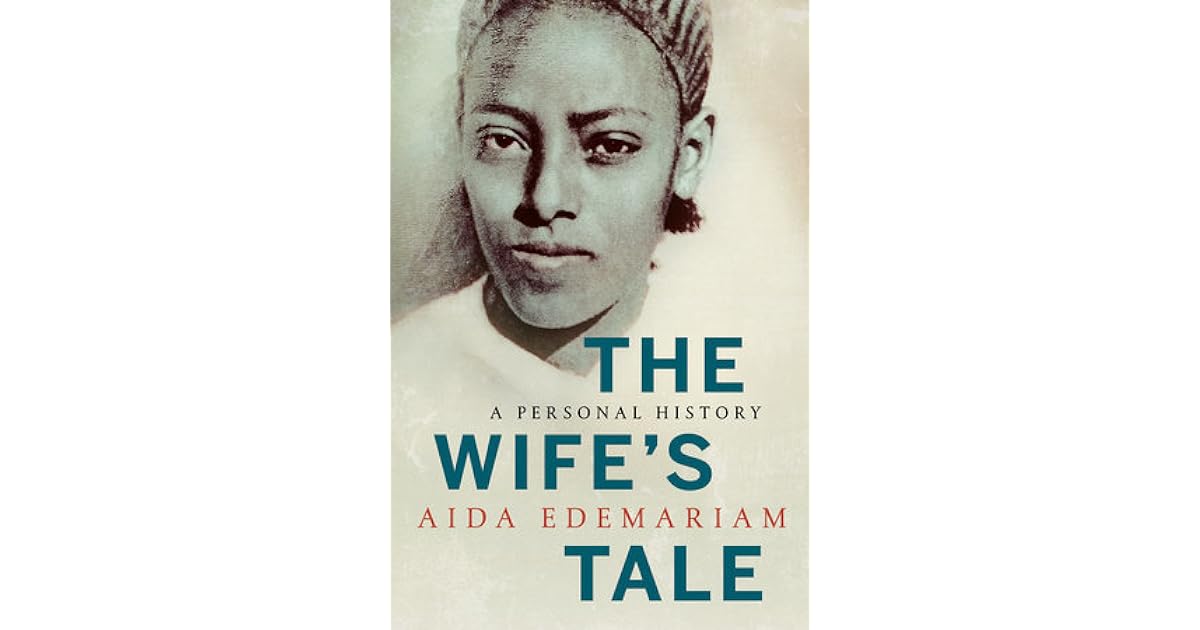 THE
A PERSONAL HISTORY
WIFE'S
AIDA EDEMARIAM
TALE